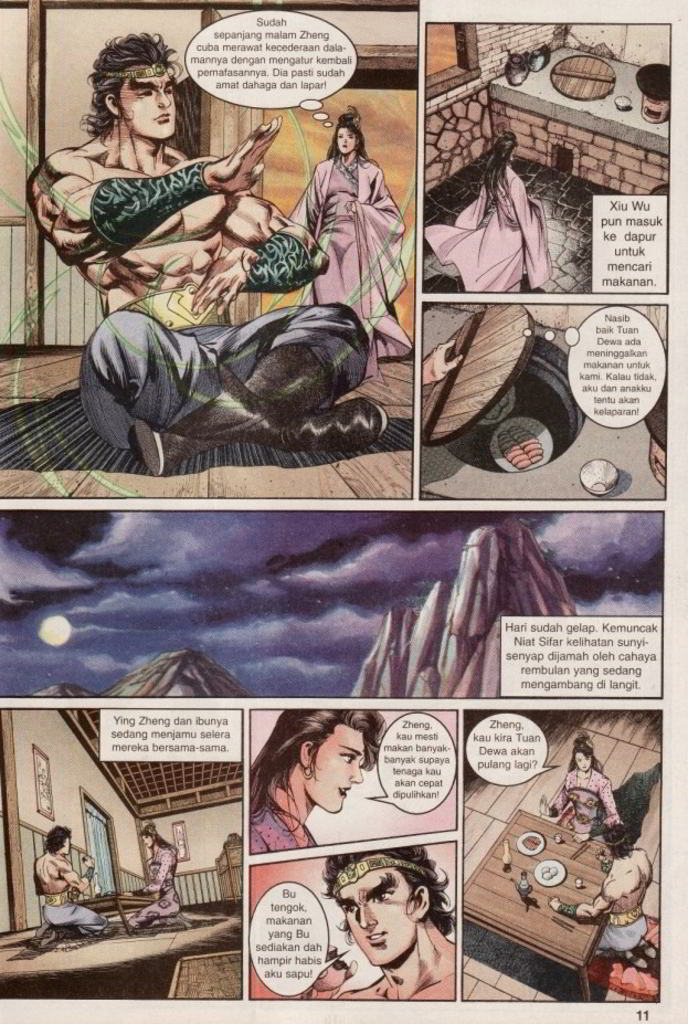 Sudah
sepanjang malam Zheng
cuba merawat kecederaan dala-
mannya dengan mengatur kembali
pernafasannya. Dia pasti sudah
amat dahaga dan lapar!
Xiu Wu
pun masuk
ke dapur
untuk
mencari
makanan.
Nasib
baik Tuan
Dewa ada
meninggalkan
makanan untuk
kami. Kalau tidak,
aku dan anakku
tentu akan
kelaparan!
Hari sudah gelap. Kemuncak
Niat Sifar kelihatan sunyi-
senyap dijamah oleh cahaya
rembulan yang sedang
mengambang di langit.
Ying Zheng dan ibunya
sedang menjamu selera
mereka bersama-sama.
Zheng,
kau mesti
makan banyak-
banyak supaya
tenaga kau
akan cepat
dipulihkan!
Bu
tengok,
makanan
yang Bu
sediakan dah
hampir habis
aku sapu!
Zheng,
kau kira Tuan
Dewa akan
pulang lagi?
11